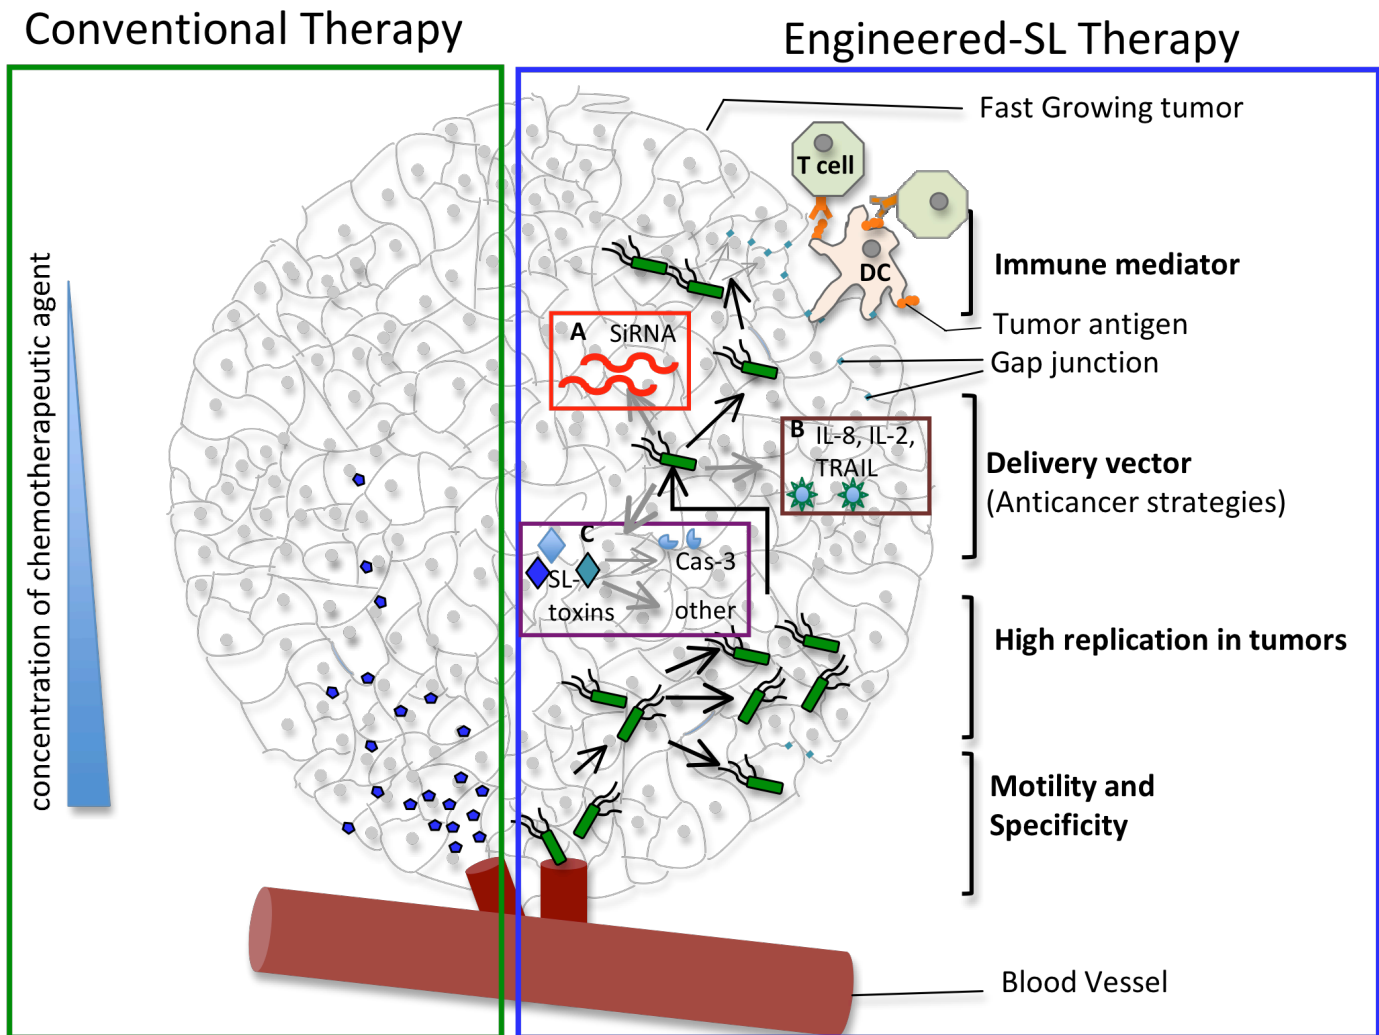 Conventional Therapy
Engineered-SL Therapy
Fast Growing tumor
T cell
DC
Immune mediator
Tumor antigen
Gap junction
A SiRNA
B IL-8, IL-2,
TRAIL
Delivery vector
(Anticancer strategies)
C
SL-
toxins
Cas-3
other
High replication in tumors
Motility and
Specificity
Blood Vessel
concentration of chemotherapeutic agent